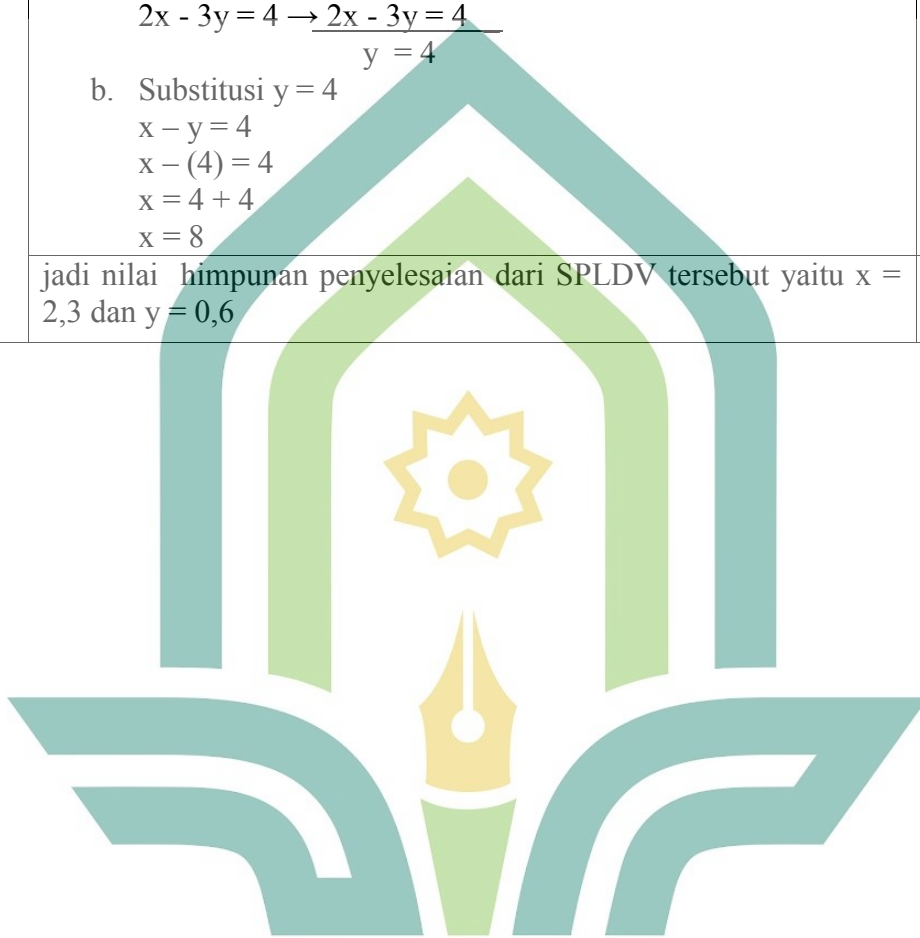 2x - 3y = 4 → 2x - 3y = 4
y = 4
b. Substitusi y = 4
x – y = 4
x – (4) = 4
x = 4 + 4
x = 8
jadi nilai himpunan penyelesaian dari SPLDV tersebut yaitu x =
2,3 dan y = 0,6